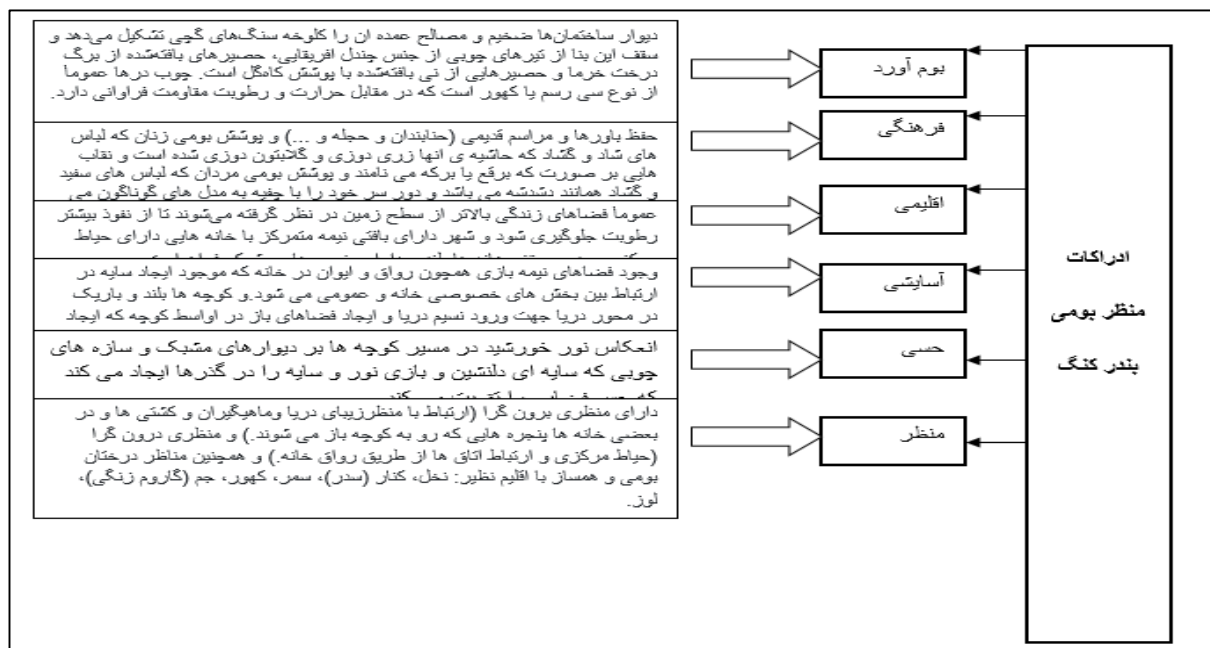 ادراکات
منظر بومی
بندر کنگ
بوم آورد
دیوار ساختمان‌ها ضخیم و مصالح عمده ان را کلوخه سنگ‌های گچی تشکیل می‌دهد و
سقف این بنا از تیرهای چوبی از جنس چندل افریقایی، حصیرهای بافته‌شده از برگ
درخت خرما و حصیرهایی از نی بافته‌شده با پوشش کاه‌گل است. چوب درها عموماً
از نوع سی رسم یا کهور است که در مقابل حرارت و رطوبت مقاومت فراوانی دارد.
فرهنگی
حفظ باورها و مراسم قدیمی (حنابندان و حجله و ...) و پوشش بومی زنان که لباس
های شاد و گشاد که حاشیه ی انها زری دوزی و گلابتون دوزی شده است و نقاب
هایی بر صورت که برقع یا برکه می نامند و پوشش بومی مردان که لباس های سفید
و گشاد همانند دشدشه می باشد و دور سر خود را با چفیه به مدل های گوناگون می
اقلیمی
عموماً فضاهای زندگی بالاتر از سطح زمین در نظر گرفته می‌شوند تا از نفوذ بیشتر
رطوبت جلوگیری شود و شهر دارای بافتی نیمه متمرکز با خانه هایی دارای حیاط
آسایشی
وجود فضاهای نیمه بازی همچون رواق و ایوان در خانه که موجود ایجاد سایه در
ارتباط بین بخش های خصوصی خانه و عمومی می شود.و کوچه ها بلند و باریک
در محور دریا جهت ورود نسیم دریا و ایجاد فضاهای باز در اواسط کوچه که ایجاد
حسی
انعکاس نور خورشید در مسیر کوچه ها بر دیوارهای مشبک و سازه های
چوبی که سایه ای دلنشین و بازی نور و سایه را در گذرها ایجاد می کند
منظر
دارای منظری برون گرا (ارتباط با منظرزیبای دریا وماهیگیران و کشتی ها و در
بعضی خانه ها پنجره هایی که رو به کوچه باز می شوند.) و منظری درون گرا
(حیاط مرکزی و ارتباط اتاق ها از طریق رواق خانه.) و همچنین مناظر درختان
بومی و همساز با اقلیم نظیر: نخل، کنار (سدر)، سمر، کهور، جم (گاروم زنگی)،
لوز.